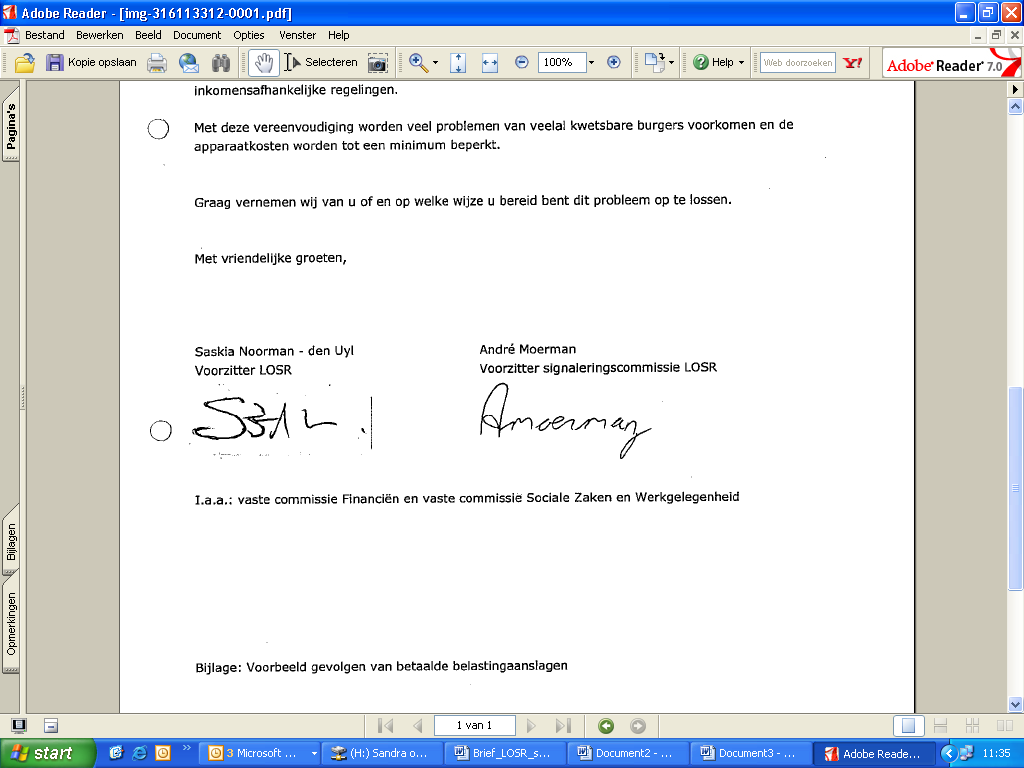 Adobe Reader - [img-316113312-0001.pdf]
Bestand Bewerken Beeld Document Opties Venster Help
Kopie opslaan Selecteren 100% Help Web doorzoeken Y! Adobe Reader 7.0
Pagina's
inkomensafhankelijke regelingen.
Met deze vereenvoudiging worden veel problemen van veelal kwetsbare burgers voorkomen en de
apparaatkosten worden tot een minimum beperkt.
Graag vernemen wij van u of en op welke wijze u bereid bent dit probleem op te lossen.
Met vriendelijke groeten,
Saskia Noorman - den Uyl
Voorzitter LOSR
André Moerman
Voorzitter signaleringscommissie LOSR
Amoerman
I.a.a.: vaste commissie Financiën en vaste commissie Sociale Zaken en Werkgelegenheid
Bijlagen
Opmerkingen
Bijlage: Voorbeeld gevolgen van betaalde belastingaanslagen
1 van 1
start 3 Microsoft ... (H:) Sandra o... Brief_LOSR_s... Document2 - ... Document3 - ... Adobe Reade... 11:35